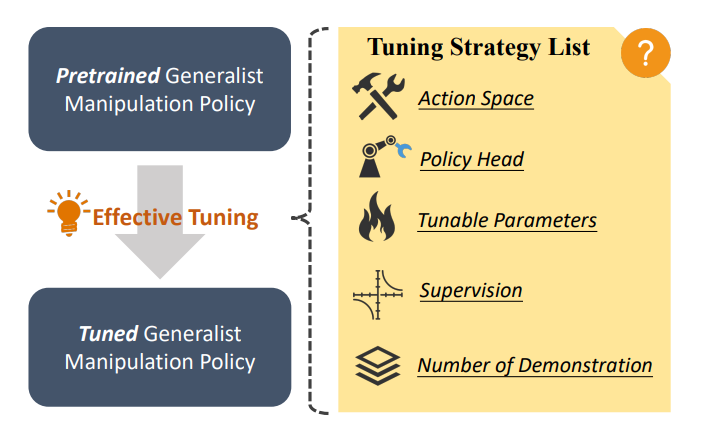 Pretrained Generalist
Manipulation Policy
Effective Tuning
Tuned Generalist
Manipulation Policy
Tuning Strategy List
?
Action Space
Policy Head
Tunable Parameters
Supervision
Number of Demonstration